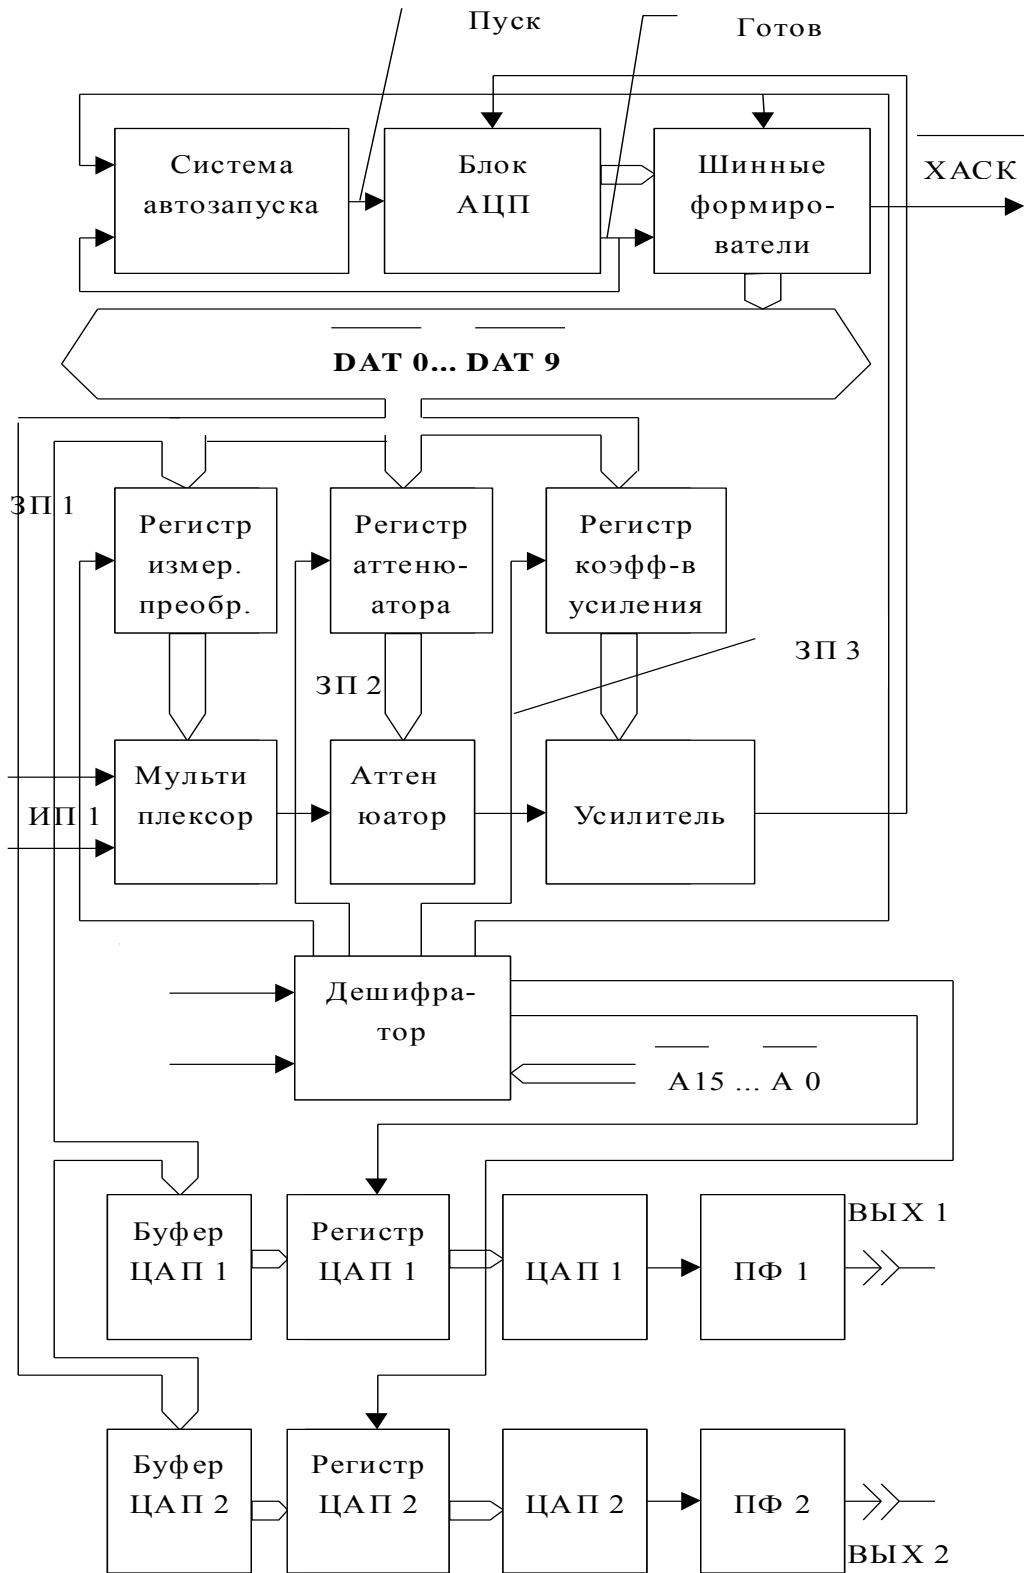 Пуск
Готов
Система
автозапуска
Блок
АЦП
Шинные
формиро-
ватели
ХАСК
DAT 0... DAT 9
ЗП 1
Регистр
измер.
преобр.
Регистр
аттеню-
атора
Регистр
коэфф-в
усиления
ЗП 2
ЗП 3
Мульти
плексор
Аттен
юатор
Усилитель
ИП 1
Дешифра-
тор
А15 ... А 0
Буфер
ЦАП 1
Регистр
ЦАП 1
ЦАП 1
ПФ 1
ВЫХ 1
Буфер
ЦАП 2
Регистр
ЦАП 2
ЦАП 2
ПФ 2
ВЫХ 2